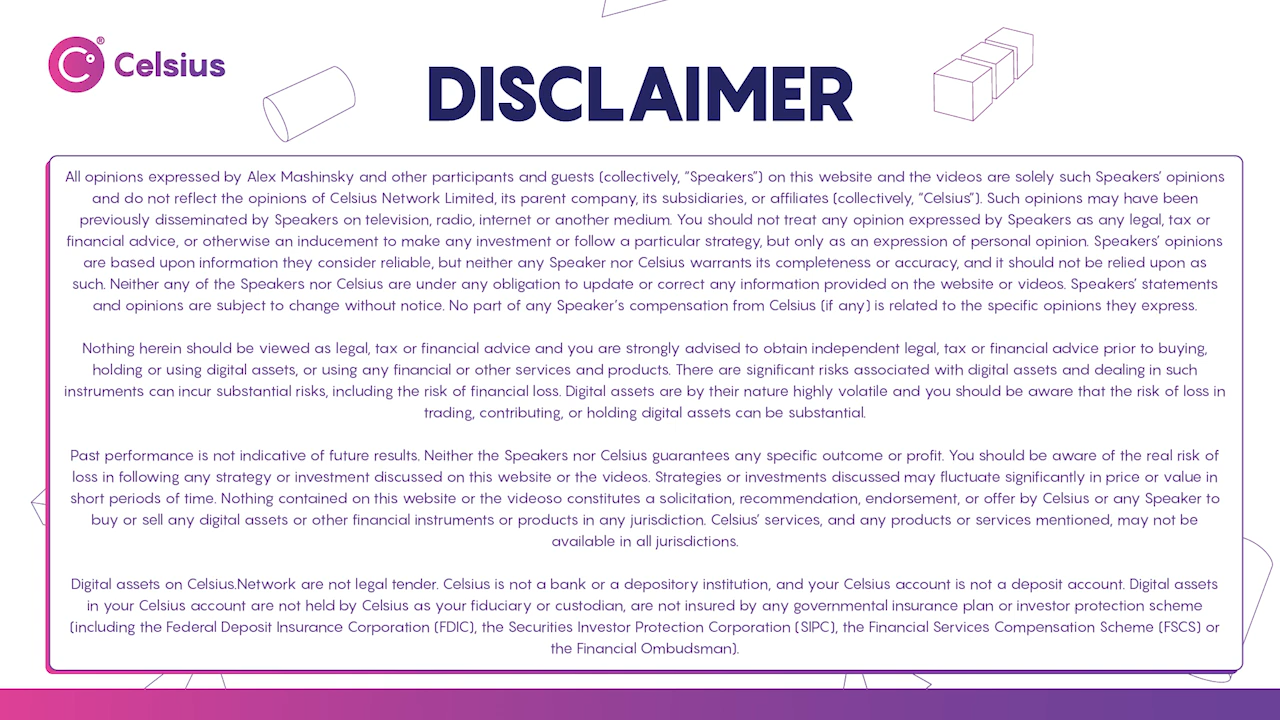 Celsius®
DISCLAIMER
All opinions expressed by Alex Mashinsky and other participants and guests (collectively, "Speakers") on this website and the videos are solely such Speakers' opinions
and do not reflect the opinions of Celsius Network Limited, its parent company, its subsidiaries, or affiliates (collectively, "Celsius"). Such opinions may have been
previously disseminated by Speakers on television, radio, internet or another medium. You should not treat any opinion expressed by Speakers as any legal, tax or
financial advice, or otherwise an inducement to make any investment or follow a particular strategy, but only as an expression of personal opinion. Speakers' opinions
are based upon information they consider reliable, but neither any Speaker nor Celsius warrants its completeness or accuracy, and it should not be relied upon as
such. Neither any of the Speakers nor Celsius are under any obligation to update or correct any information provided on the website or videos. Speakers' statements
and opinions are subject to change without notice. No part of any Speaker's compensation from Celsius (if any) is related to the specific opinions they express.
Nothing herein should be viewed as legal, tax or financial advice and you are strongly advised to obtain independent legal, tax or financial advice prior to buying,
holding or using digital assets, or using any financial or other services and products. There are significant risks associated with digital assets and dealing in such
instruments can incur substantial risks, including the risk of financial loss. Digital assets are by their nature highly volatile and you should be aware that the risk of loss in
trading, contributing, or holding digital assets can be substantial.
Past performance is not indicative of future results. Neither the Speakers nor Celsius guarantees any specific outcome or profit. You should be aware of the real risk of
loss in following any strategy or investment discussed on this website or the videos. Strategies or investments discussed may fluctuate significantly in price or value in
short periods of time. Nothing contained on this website or the videoso constitutes a solicitation, recommendation, endorsement, or offer by Celsius or any Speaker to
buy or sell any digital assets or other financial instruments or products in any jurisdiction. Celsius' services, and any products or services mentioned, may not be
available in all jurisdictions.
Digital assets on Celsius.Network are not legal tender. Celsius is not a bank or a depository institution, and your Celsius account is not a deposit account. Digital assets
in your Celsius account are not held by Celsius as your fiduciary or custodian, are not insured by any governmental insurance plan or investor protection scheme
(including the Federal Deposit Insurance Corporation (FDIC), the Securities Investor Protection Corporation (SIPC), the Financial Services Compensation Scheme (FSCS) or
the Financial Ombudsman).